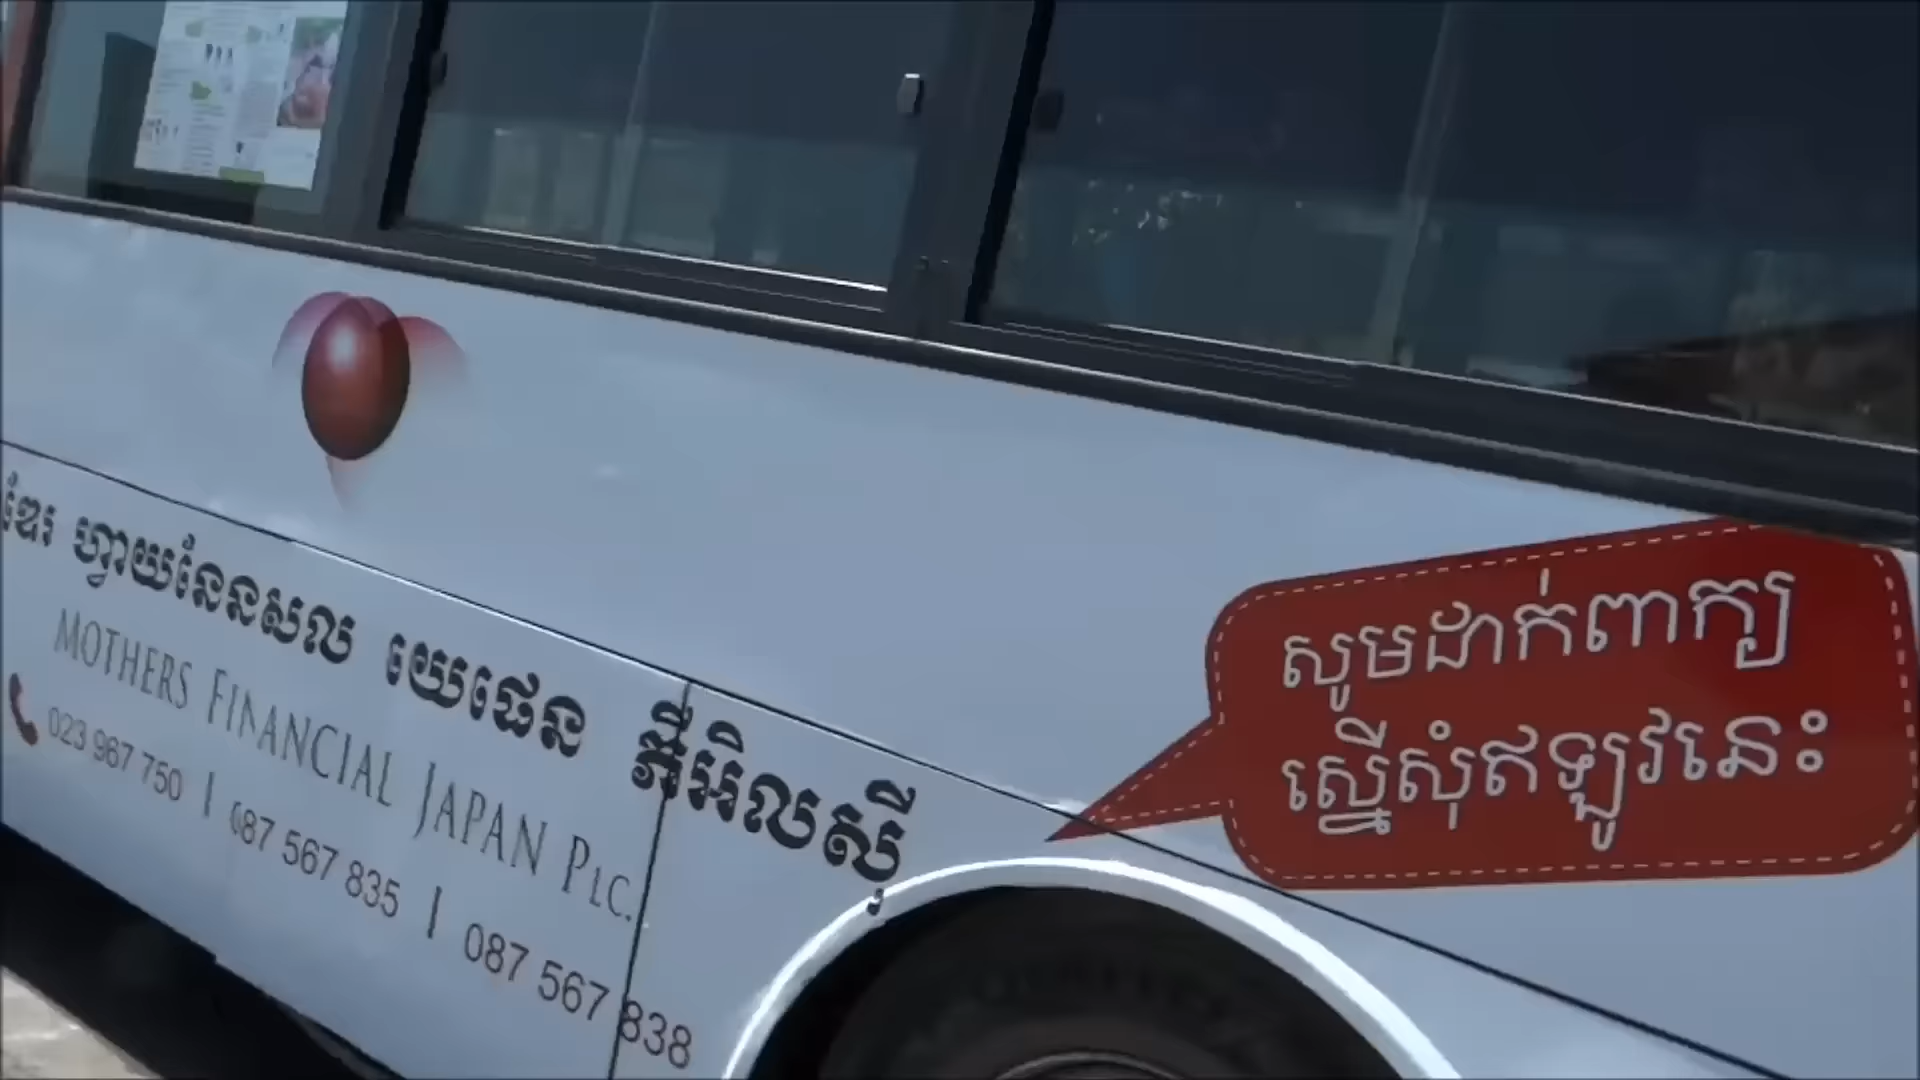 ឌែរ ហ្វាយនែនសល យេផេន ភីអិលស៊ី
MOTHERS FINANCIAL JAPAN PLC.
023 967 750 | 087 567 835 | 087 567 838
សូមដាក់ពាក្យ
ស្នើសុំឥឡូវនេះ